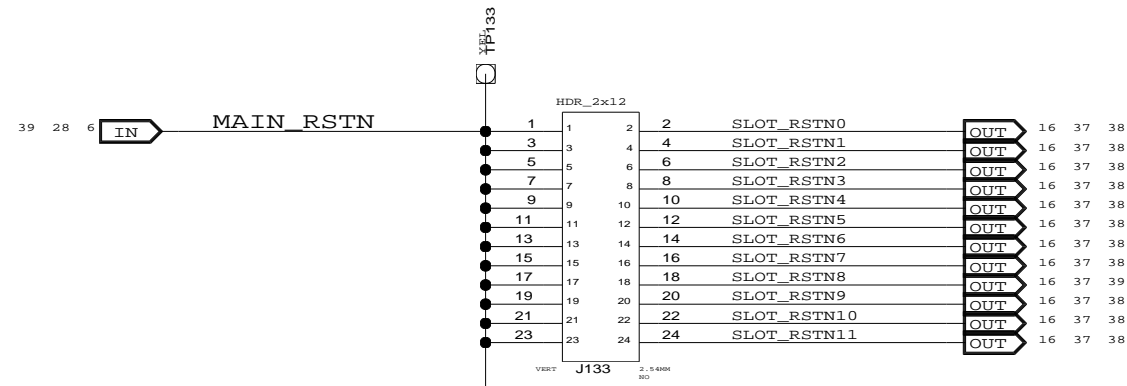 YEL
TP133
HDR_2x12
39 28 6 IN MAIN_RSTN
1 1 2 2 SLOT_RSTN0 OUT 16 37 38
3 3 4 4 SLOT_RSTN1 OUT 16 37 38
5 5 6 6 SLOT_RSTN2 OUT 16 37 38
7 7 8 8 SLOT_RSTN3 OUT 16 37 38
9 9 10 10 SLOT_RSTN4 OUT 16 37 38
11 11 12 12 SLOT_RSTN5 OUT 16 37 38
13 13 14 14 SLOT_RSTN6 OUT 16 37 38
15 15 16 16 SLOT_RSTN7 OUT 16 37 38
17 17 18 18 SLOT_RSTN8 OUT 16 37 39
19 19 20 20 SLOT_RSTN9 OUT 16 37 38
21 21 22 22 SLOT_RSTN10 OUT 16 37 38
23 23 24 24 SLOT_RSTN11 OUT 16 37 38
VERT J133 2.54MM
NO